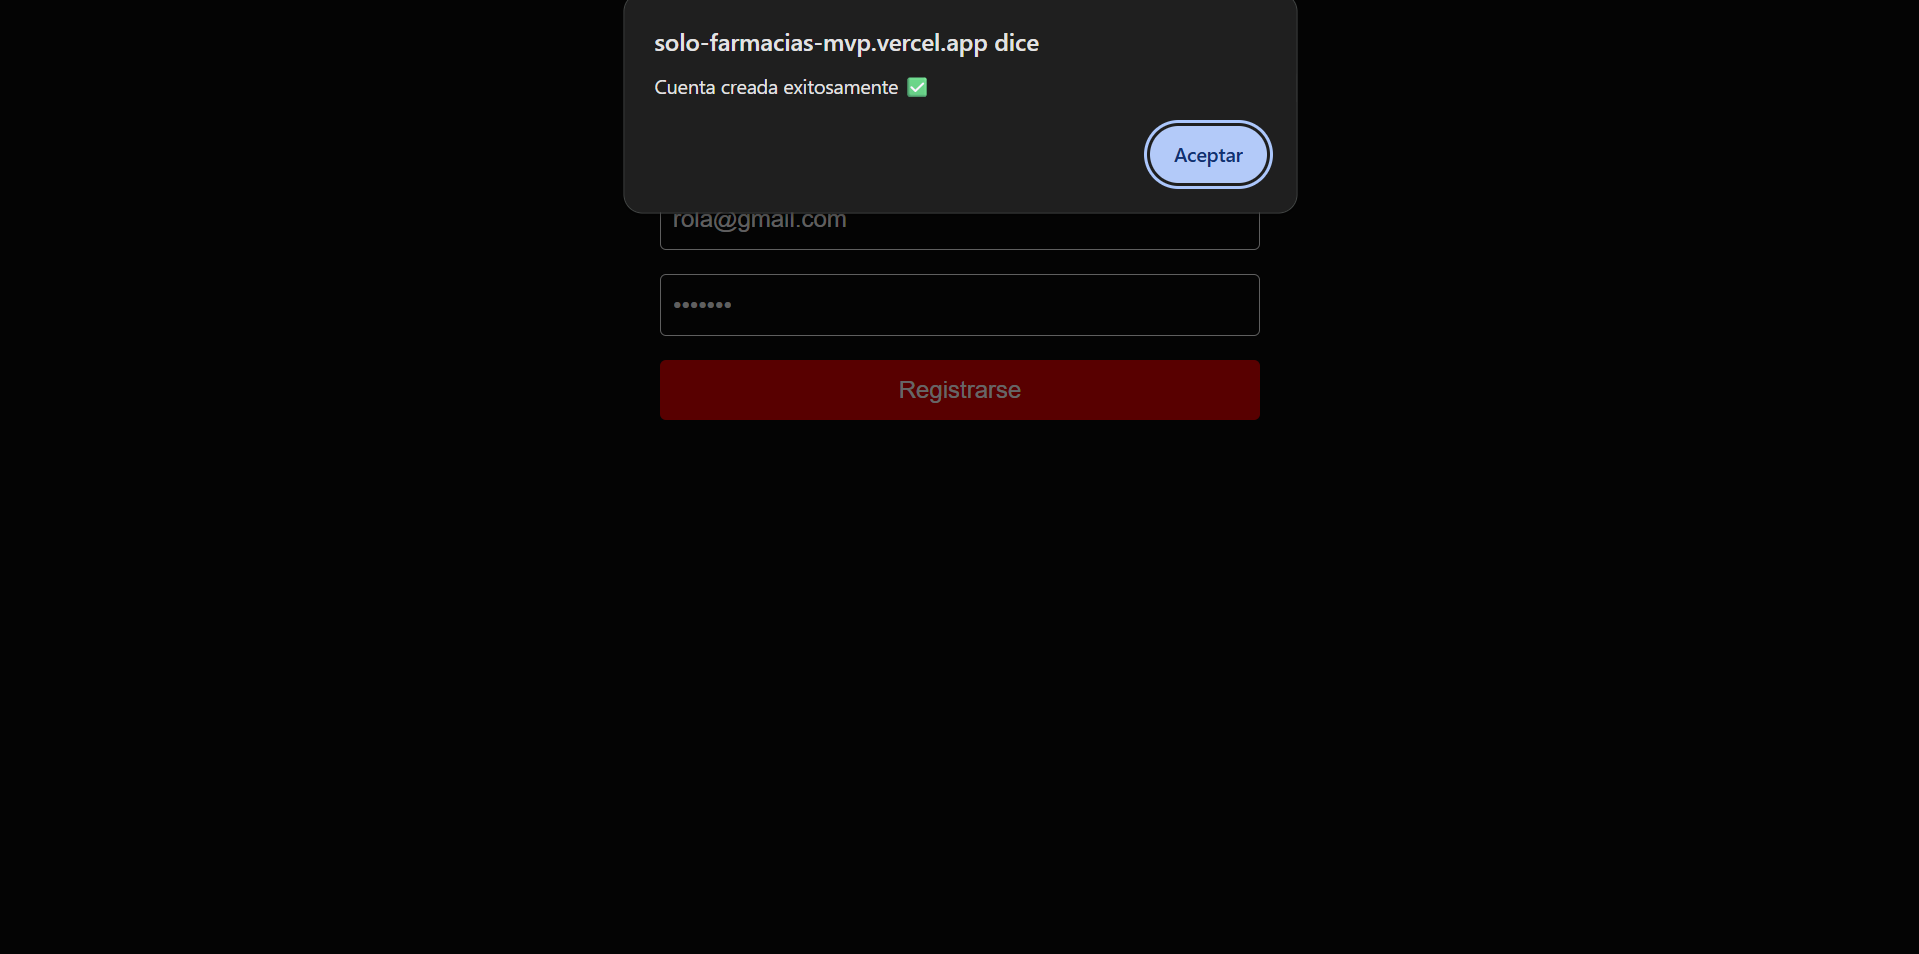 solo-farmacias-mvp.vercel.app dice
Cuenta creada exitosamente ✅
Aceptar
rola@gmail.com
•••••••
Registrarse